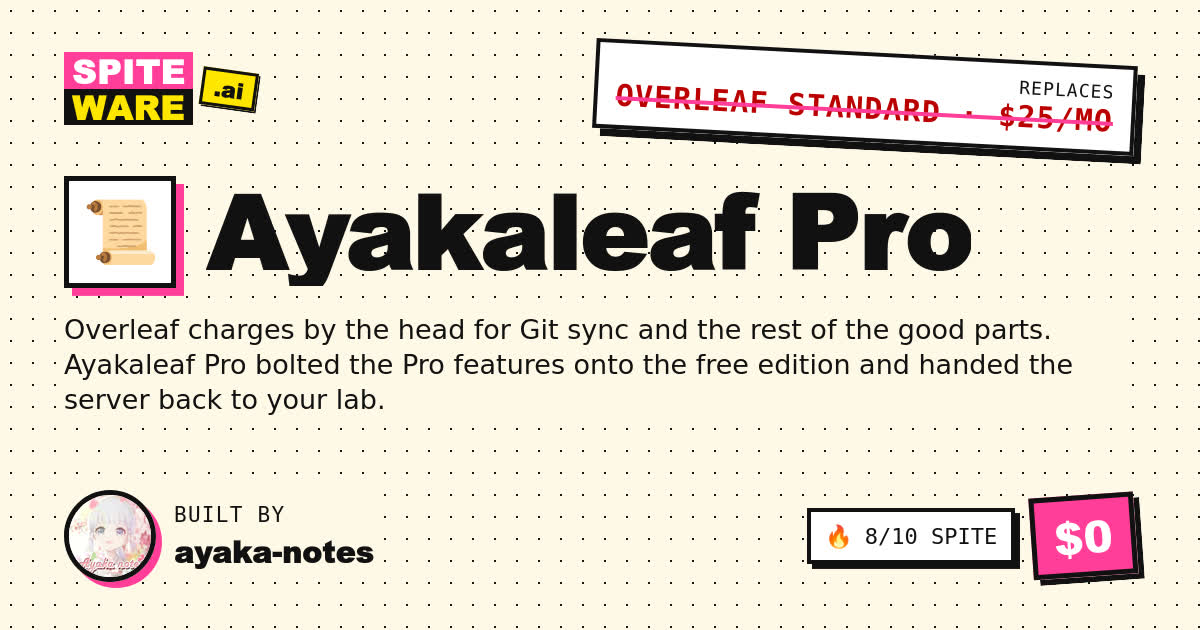 SPITE
WARE
.ai
REPLACES
OVERLEAF STANDARD · $25/MO
Ayakaleaf Pro
Overleaf charges by the head for Git sync and the rest of the good parts.
Ayakaleaf Pro bolted the Pro features onto the free edition and handed the
server back to your lab.
BUILT BY
ayaka-notes
8/10 SPITE
$0